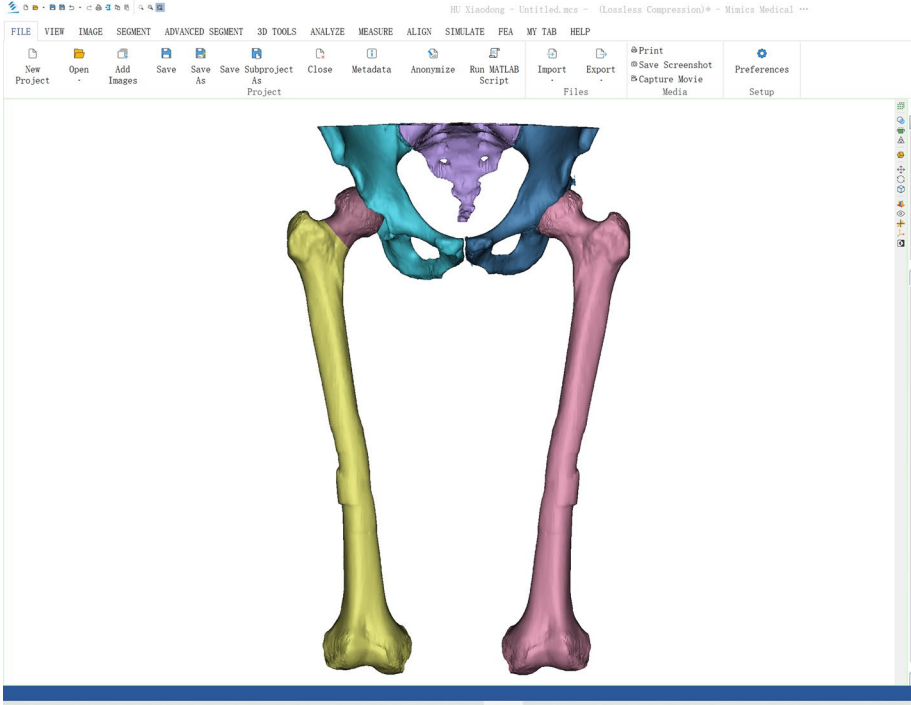 HU Xiaodong - Untitled.mcs -  (Lossless Compression)* - Mimics Medical ···
FILE VIEW IMAGE SEGMENT ADVANCED SEGMENT 3D TOOLS ANALYZE MEASURE ALIGN SIMULATE FEA MY TAB HELP
New Project Open Add Images Save Save As Save Subproject As Close Metadata Anonymize Run MATLAB Script Import Export
Print
Save Screenshot
Capture Movie
Preferences
Project Files Media Setup